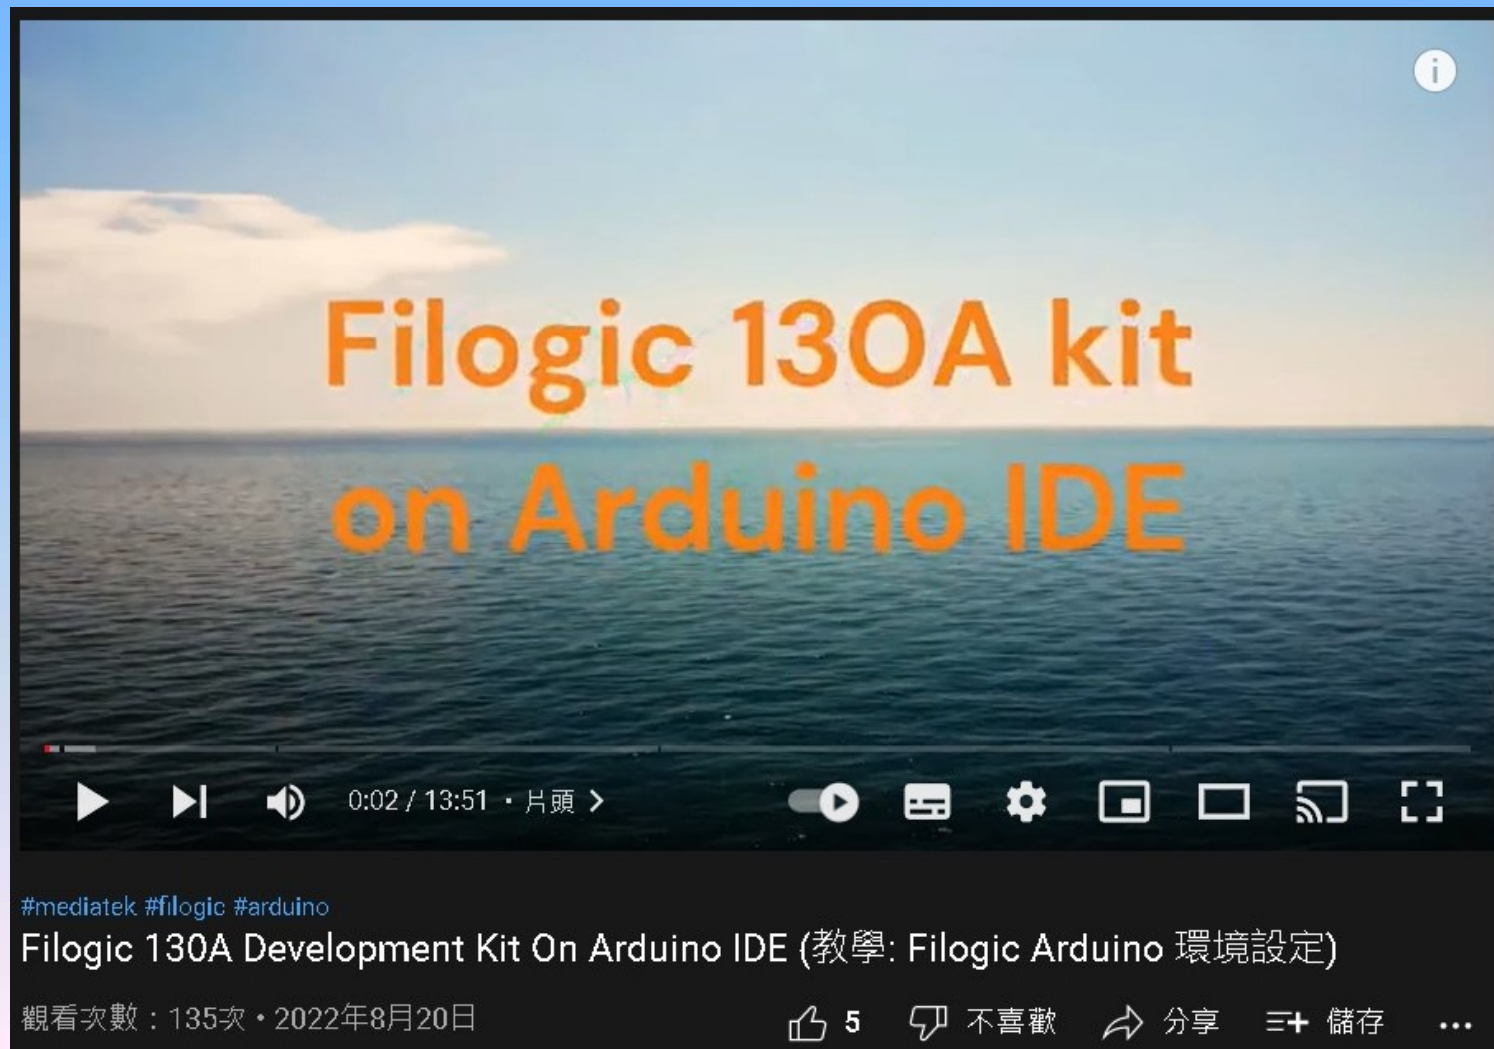 Filogic 130A kit
on Arduino IDE
0:02 / 13:51 • 片頭
#mediatek #filogic #arduino
Filogic 130A Development Kit On Arduino IDE (教學: Filogic Arduino 環境設定)
觀看次數：135次 • 2022年8月20日 5 不喜歡 分享 儲存